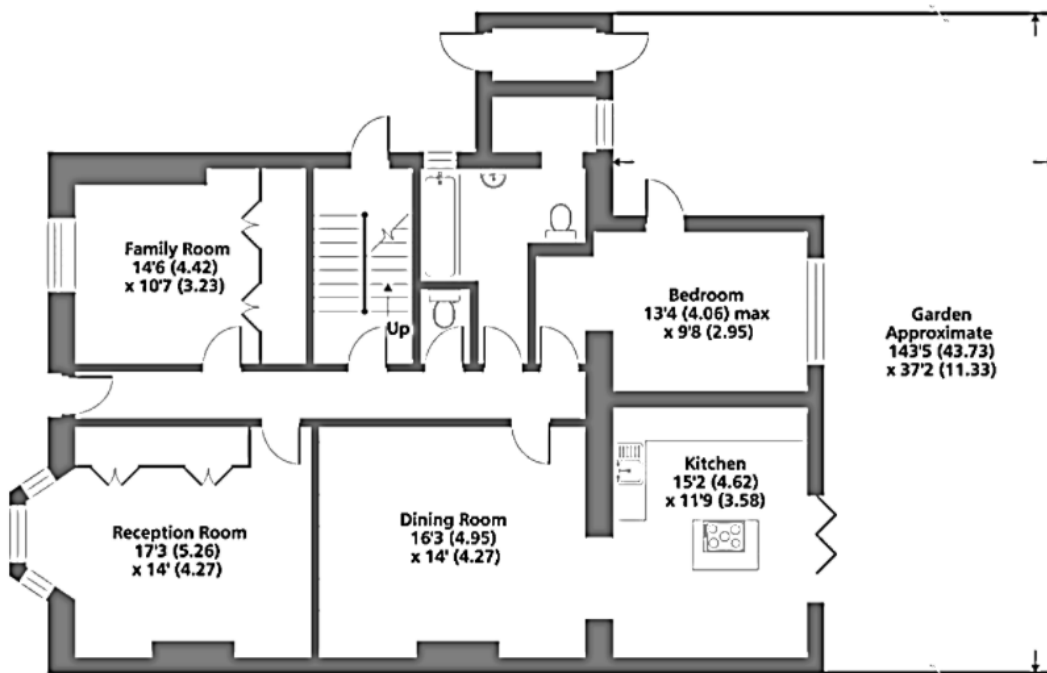 Family Room
14'6 (4.42)
x 10'7 (3.23)
Up
Bedroom
13'4 (4.06) max
x 9'8 (2.95)
Garden
Approximate
143'5 (43.73)
x 37'2 (11.33)
Reception Room
17'3 (5.26)
x 14' (4.27)
Dining Room
16'3 (4.95)
x 14' (4.27)
Kitchen
15'2 (4.62)
x 11'9 (3.58)